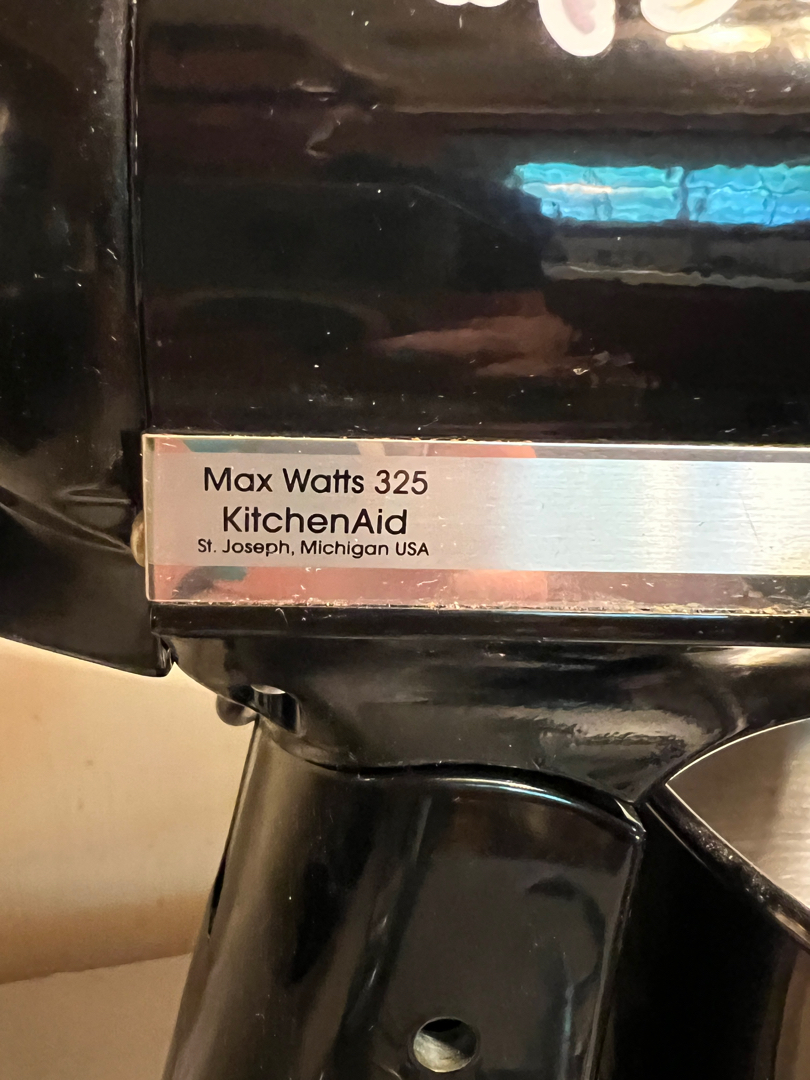 Max Watts 325
KitchenAid
St. Joseph, Michigan USA